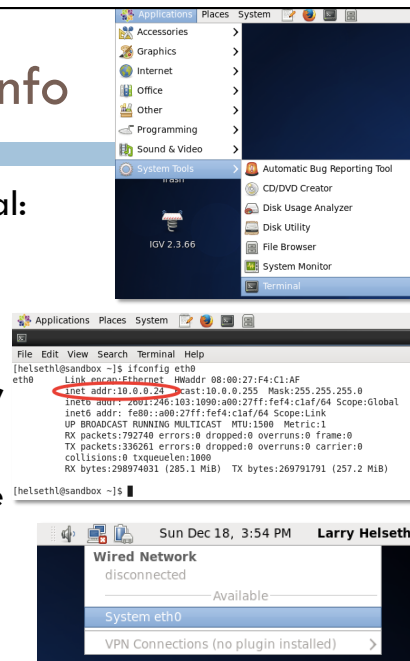 Applications Places System
Accessories
nfo
Graphics
Internet
Office
Other
Programming
Sound & Video
System Tools
Automatic Bug Reporting Tool
al:
CD/DVD Creator
Disk Usage Analyzer
IGV 2.3.66
Disk Utility
File Browser
System Monitor
Terminal
Applications Places System
File Edit View Search Terminal Help
[helsethl@sandbox ~]$ ifconfig eth0
eth0 Link encap:Ethernet HWaddr 08:00:27:F4:C1:AF
inet addr:10.0.0.24 Bcast:10.0.0.255 Mask:255.255.255.0
inet6 addr: 2601:246:103:1090:a00:27ff:fef4:c1af/64 Scope:Global
inet6 addr: fe80::a00:27ff:fef4:c1af/64 Scope:Link
UP BROADCAST RUNNING MULTICAST MTU:1500 Metric:1
RX packets:792740 errors:0 dropped:0 overruns:0 frame:0
TX packets:336261 errors:0 dropped:0 overruns:0 carrier:0
collisions:0 txqueuelen:1000
RX bytes:298974031 (285.1 MiB) TX bytes:269791791 (257.2 MiB)
e
[helsethl@sandbox ~]$
Sun Dec 18, 3:54 PM Larry Helseth
Wired Network
disconnected
Available
System eth0
VPN Connections (no plugin installed)